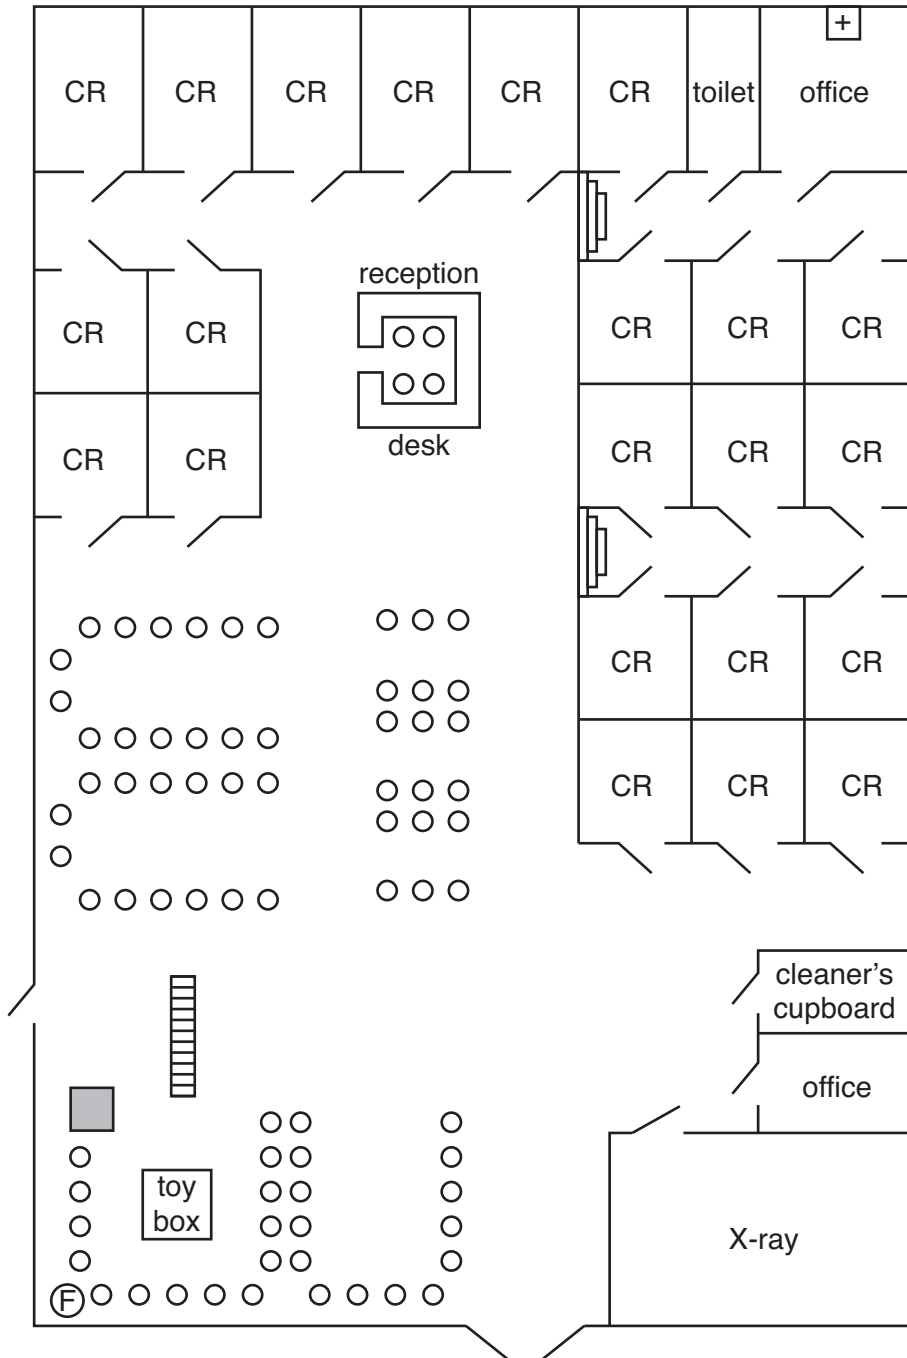 +
CR CR CR CR CR CR toilet office
reception
CR CR CR CR CR
CR CR CR CR CR
desk
CR CR CR
CR CR CR
cleaner's
cupboard
office
toy
box
X-ray
F